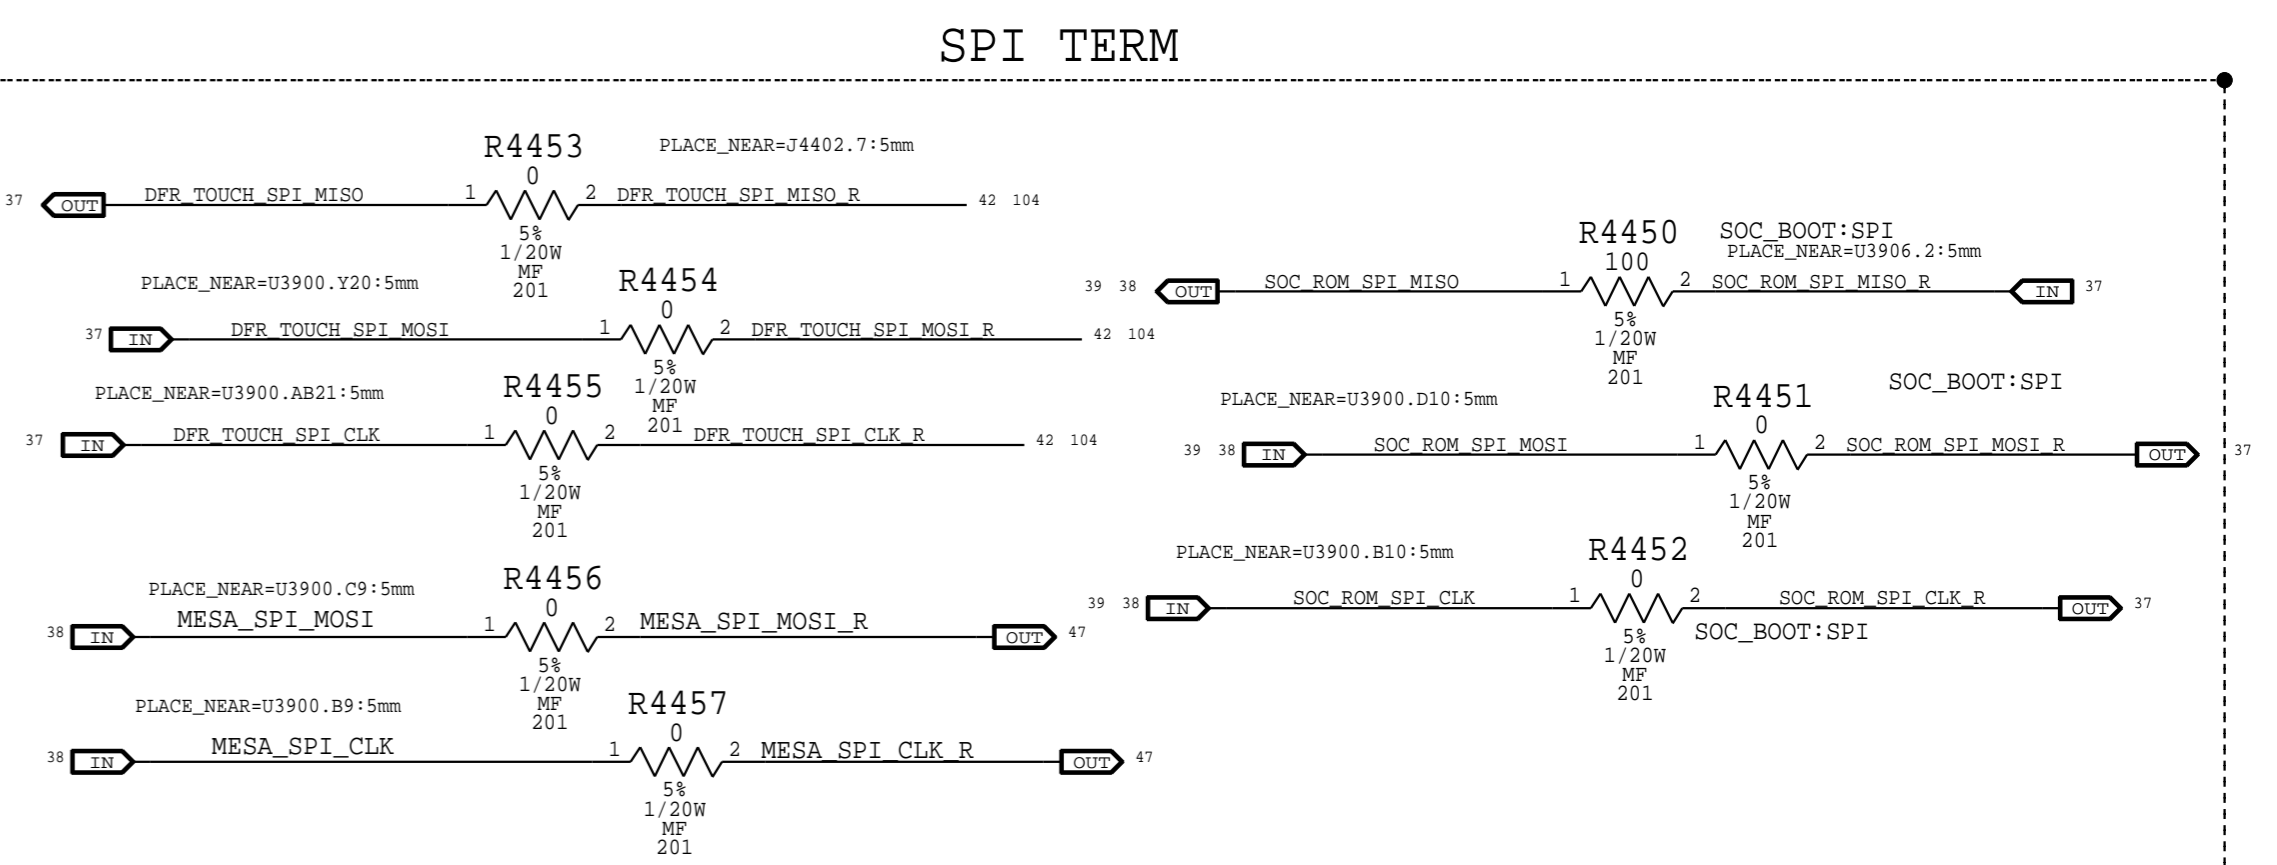 SPI TERM
R4453
PLACE_NEAR=J4402.7:5mm
0
37 OUT DFR_TOUCH_SPI_MISO 1 2 DFR_TOUCH_SPI_MISO_R 42 104
5%
1/20W
MF
201
PLACE_NEAR=U3900.Y20:5mm
R4454
0
37 IN DFR_TOUCH_SPI_MOSI 1 2 DFR_TOUCH_SPI_MOSI_R 42 104
5%
1/20W
MF
201
PLACE_NEAR=U3900.AB21:5mm
R4455
0
37 IN DFR_TOUCH_SPI_CLK 1 2 DFR_TOUCH_SPI_CLK_R 42 104
5%
1/20W
MF
201
PLACE_NEAR=U3900.C9:5mm
R4456
0
38 IN MESA_SPI_MOSI 1 2 MESA_SPI_MOSI_R OUT 47
5%
1/20W
MF
201
PLACE_NEAR=U3900.B9:5mm
R4457
0
38 IN MESA_SPI_CLK 1 2 MESA_SPI_CLK_R OUT 47
5%
1/20W
MF
201
R4450
SOC_BOOT:SPI
PLACE_NEAR=U3906.2:5mm
100
39 38 OUT SOC_ROM_SPI_MISO 1 2 SOC_ROM_SPI_MISO_R IN 37
5%
1/20W
MF
201
SOC_BOOT:SPI
PLACE_NEAR=U3900.D10:5mm
R4451
0
39 38 IN SOC_ROM_SPI_MOSI 1 2 SOC_ROM_SPI_MOSI_R OUT 37
5%
1/20W
MF
201
PLACE_NEAR=U3900.B10:5mm
R4452
0
39 38 IN SOC_ROM_SPI_CLK 1 2 SOC_ROM_SPI_CLK_R OUT 37
SOC_BOOT:SPI
5%
1/20W
MF
201